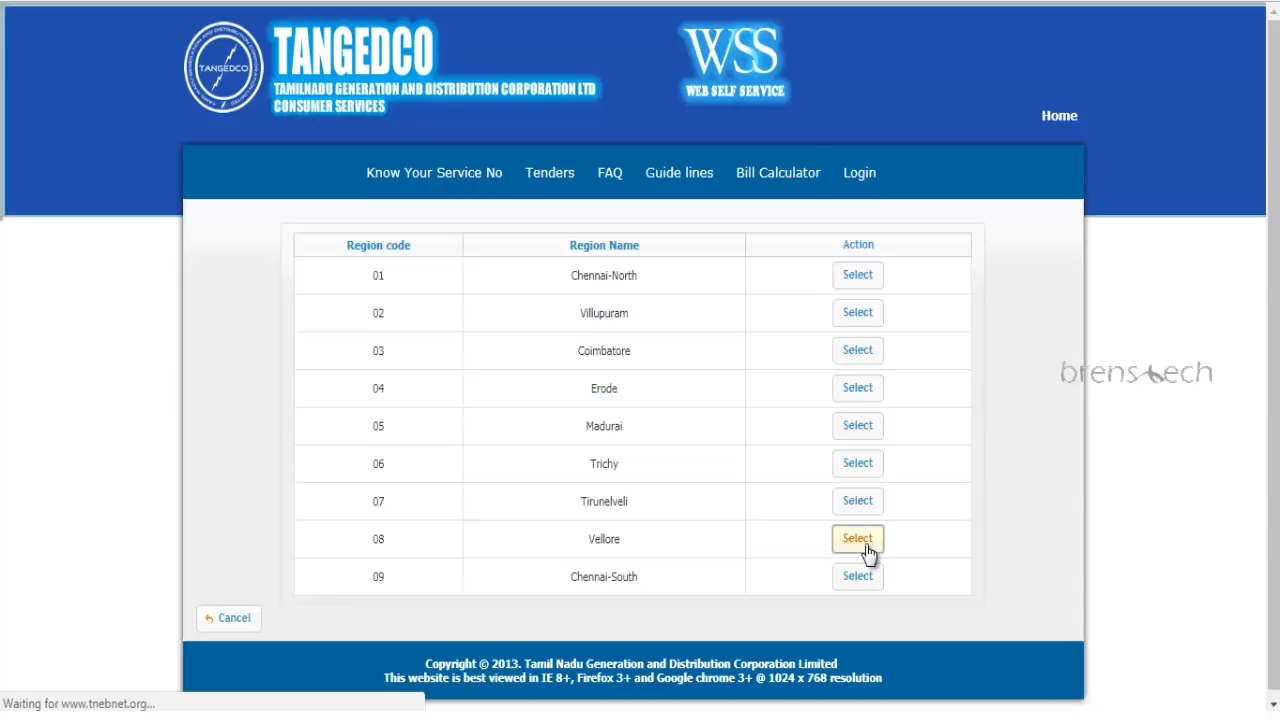 TANGEDCO
TANGEDCO
TAMILNADU GENERATION AND DISTRIBUTION CORPORATION LTD
CONSUMER SERVICES
WSS
WEB SELF SERVICE
Home
Know Your Service No Tenders FAQ Guide lines Bill Calculator Login
Region code Region Name Action
01 Chennai-North Select
02 Villupuram Select
03 Coimbatore Select
04 Erode Select
05 Madurai Select
06 Trichy Select
07 Tirunelveli Select
08 Vellore Select
09 Chennai-South Select
brenstech
Cancel
Copyright © 2013. Tamil Nadu Generation and Distribution Corporation Limited
This website is best viewed in IE 8+, Firefox 3+ and Google chrome 3+ @ 1024 x 768 resolution
Waiting for www.tnebnet.org...